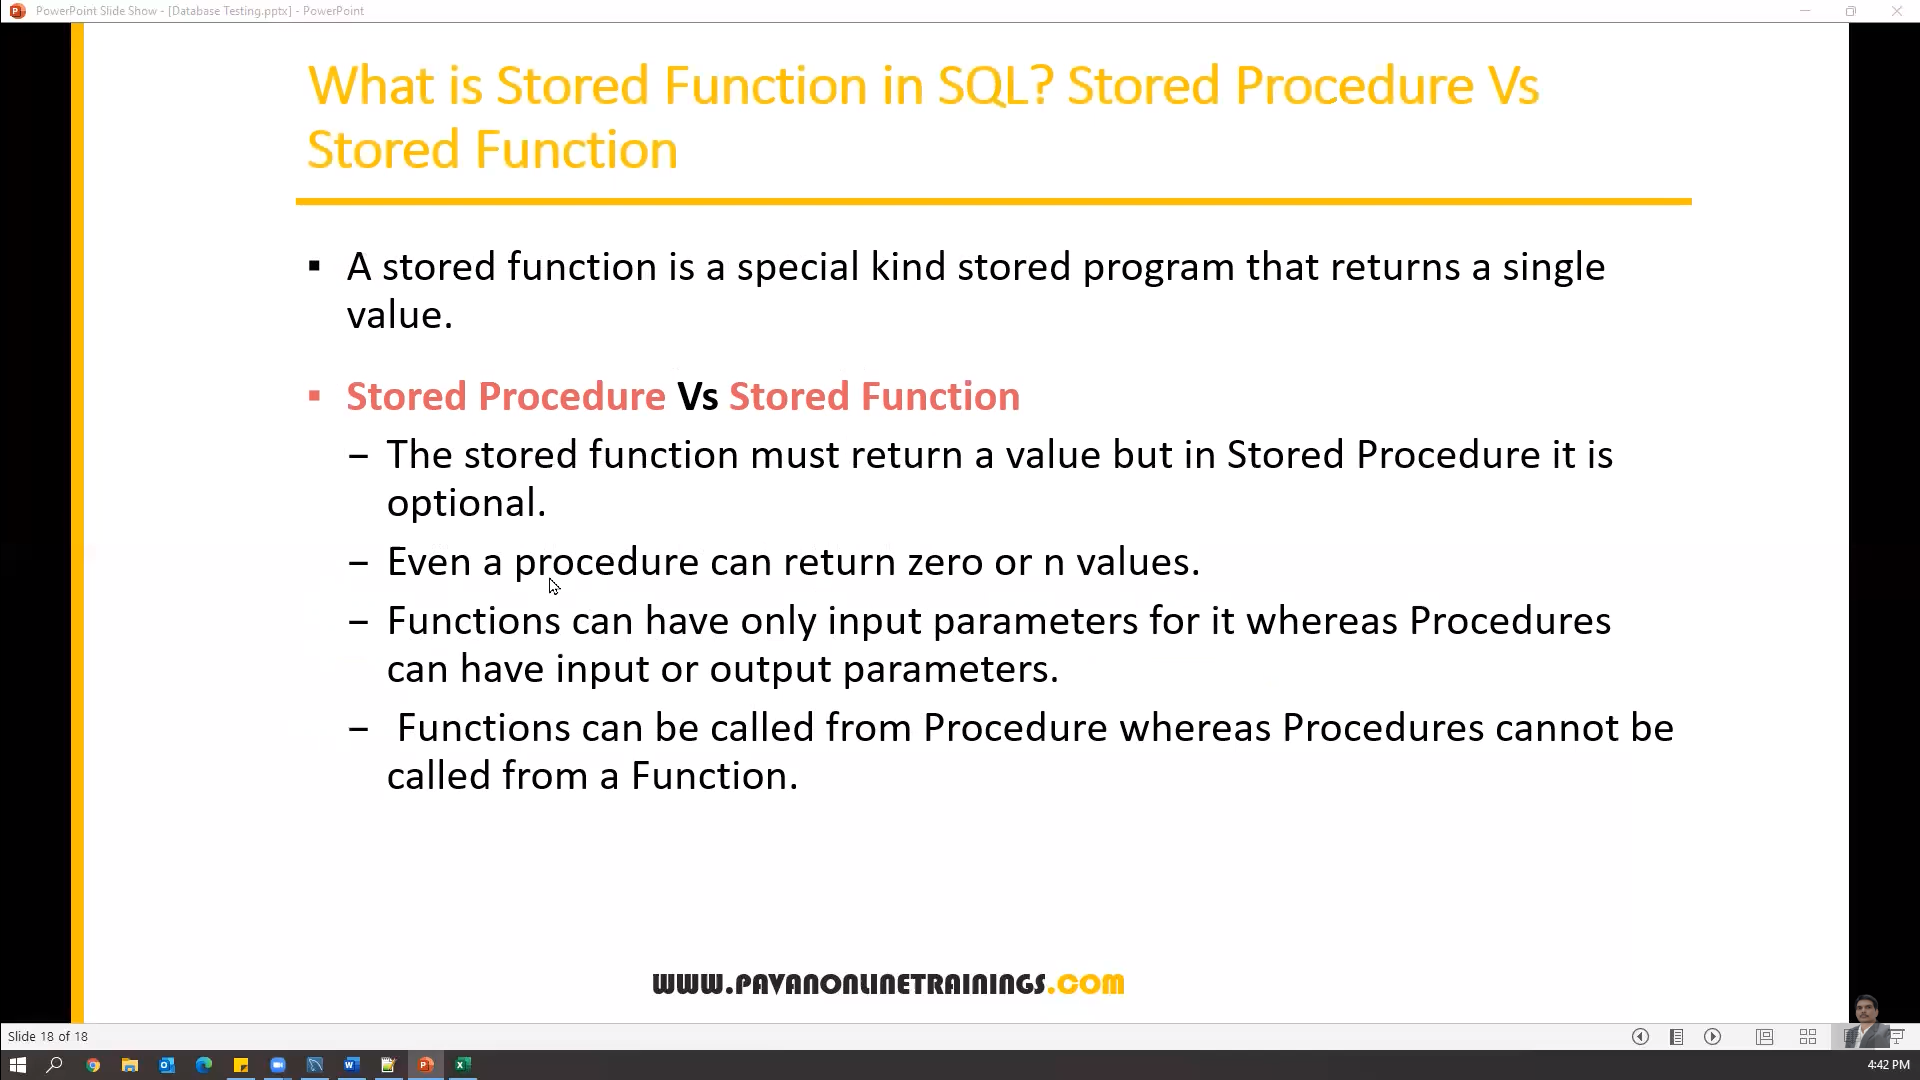 PowerPoint Slide Show - [Database Testing.pptx] - PowerPoint
What is Stored Function in SQL? Stored Procedure Vs
Stored Function
▪ A stored function is a special kind stored program that returns a single
value.
▪ Stored Procedure Vs Stored Function
– The stored function must return a value but in Stored Procedure it is
optional.
– Even a procedure can return zero or n values.
– Functions can have only input parameters for it whereas Procedures
can have input or output parameters.
– Functions can be called from Procedure whereas Procedures cannot be
called from a Function.
WWW.PAVANONLINETRAININGS.COM
Slide 18 of 18
4:42 PM